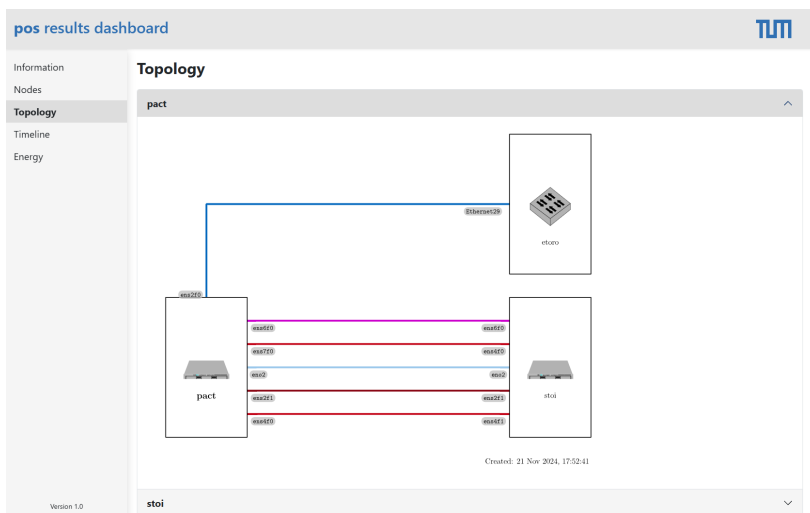 pos results dashboard
TUM
Information
Nodes
Topology
Timeline
Energy
Version 1.0
Topology
pact
Ethernet29
etoro
ens2f0
ens6f0 ens6f0
ens7f0 ens4f0
ens2 ens2
pact stoi
ens2f1 ens2f1
ens4f0 ens4f1
Created: 21 Nov 2024, 17:52:41
stoi